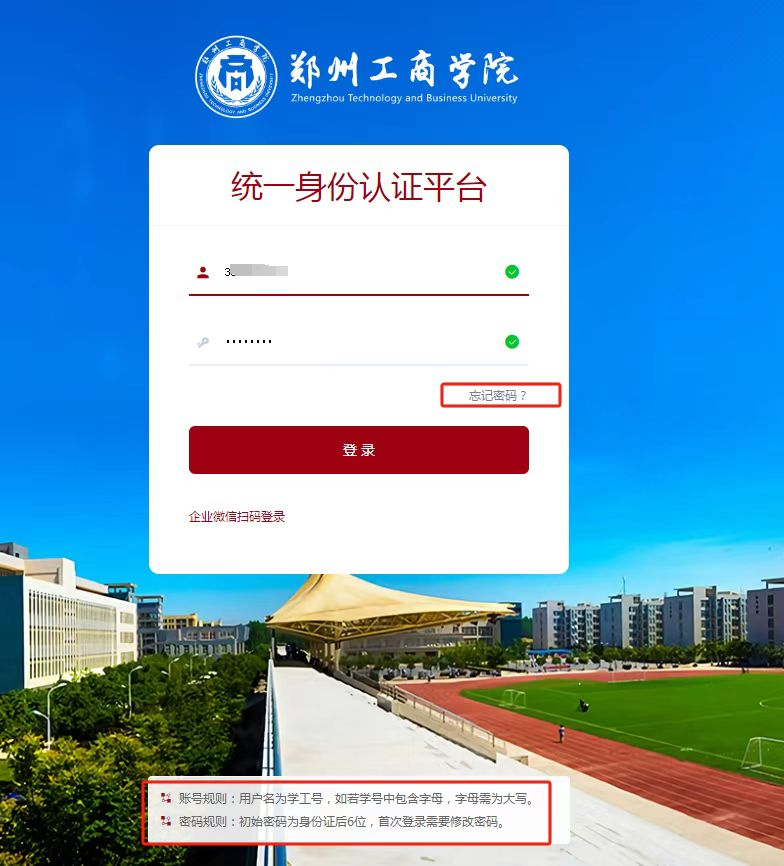 郑州工商学院
Zhengzhou Technology and Business University
统一身份认证平台
忘记密码？
登 录
企业微信扫码登录
账号规则：用户名为学工号，如若学号中包含字母，字母需为大写。
密码规则：初始密码为身份证后6位，首次登录需要修改密码。